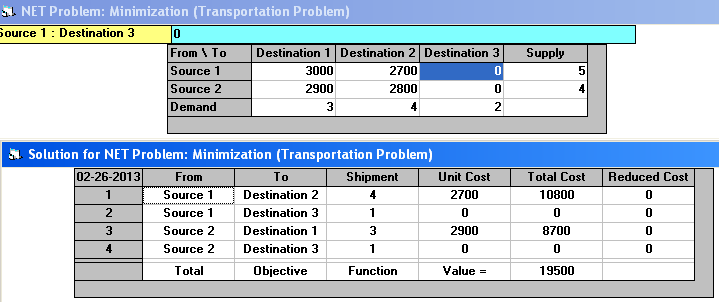 NET Problem: Minimization (Transportation Problem)
Source 1 : Destination 3 0
From \ To Destination 1 Destination 2 Destination 3 Supply
Source 1 3000 2700 0 5
Source 2 2900 2800 0 4
Demand 3 4 2
Solution for NET Problem: Minimization (Transportation Problem)
02-26-2013 From To Shipment Unit Cost Total Cost Reduced Cost
1 Source 1 Destination 2 4 2700 10800 0
2 Source 1 Destination 3 1 0 0 0
3 Source 2 Destination 1 3 2900 8700 0
4 Source 2 Destination 3 1 0 0 0
Total Objective Function Value = 19500